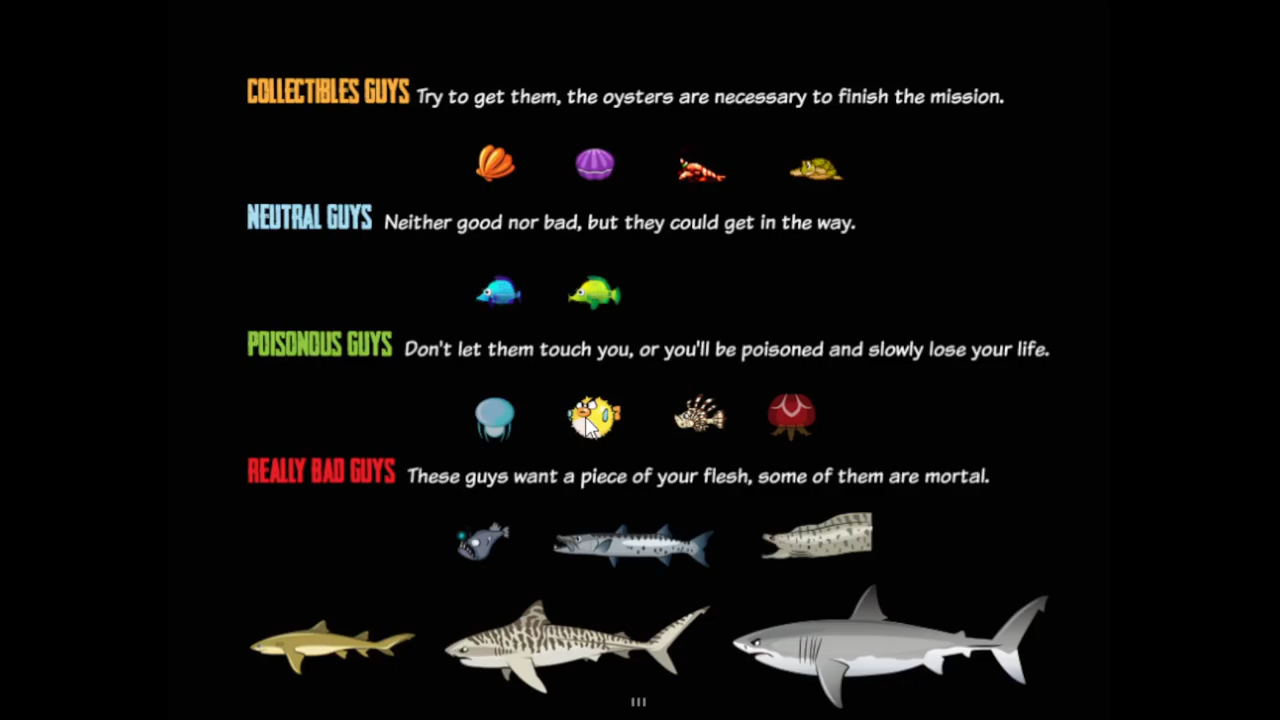 COLLECTIBLES GUYS Try to get them, the oysters are necessary to finish the mission.
NEUTRAL GUYS Neither good nor bad, but they could get in the way.
POISONOUS GUYS Don't let them touch you, or you'll be poisoned and slowly lose your life.
REALLY BAD GUYS These guys want a piece of your flesh, some of them are mortal.
III